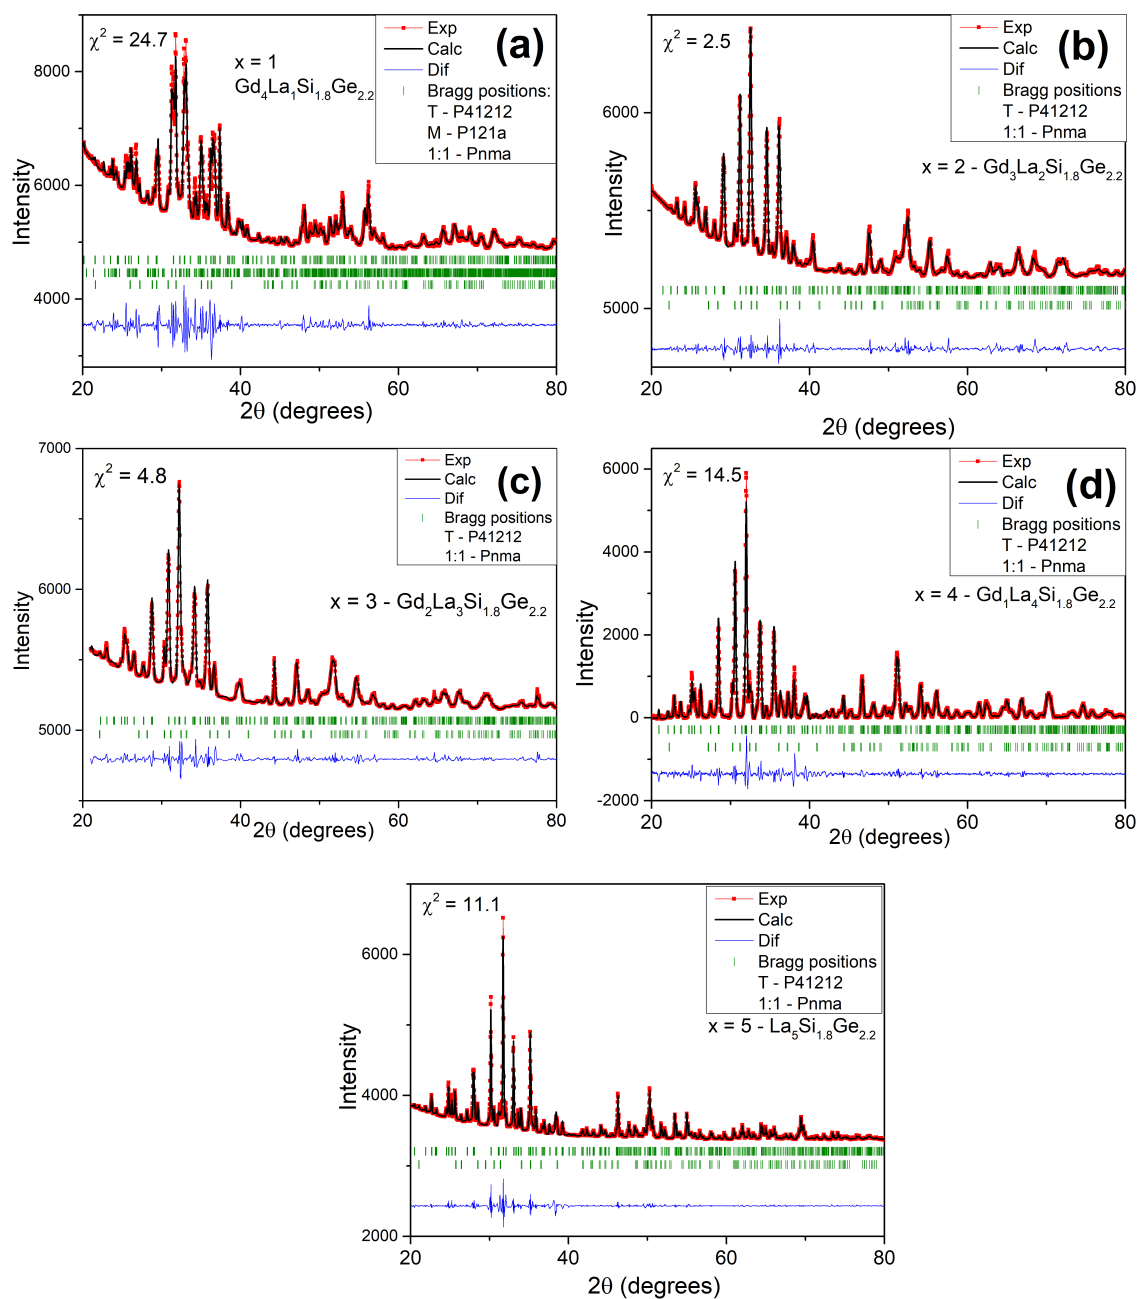 χ² = 24.7
(a)
Exp
Calc
Dif
Bragg positions:
T - P41212
M - P121a
1:1 - Pnma
x = 1
Gd₄La₁Si₁.₈Ge₂.₂
Intensity
8000
6000
4000
20 40 60 80
2θ (degrees)
χ² = 2.5
(b)
Exp
Calc
Dif
Bragg positions
T - P41212
1:1 - Pnma
x = 2 - Gd₃La₂Si₁.₈Ge₂.₂
Intensity
6000
5000
20 40 60 80
2θ (degrees)
χ² = 4.8
(c)
Exp
Calc
Dif
Bragg positions
T - P41212
1:1 - Pnma
x = 3 - Gd₂La₃Si₁.₈Ge₂.₂
Intensity
7000
6000
5000
20 40 60 80
2θ (degrees)
χ² = 14.5
(d)
Exp
Calc
Dif
Bragg positions
T - P41212
1:1 - Pnma
x = 4 - Gd₁La₄Si₁.₈Ge₂.₂
Intensity
6000
4000
2000
0
-2000
20 40 60 80
2θ (degrees)
χ² = 11.1
Exp
Calc
Dif
Bragg positions
T - P41212
1:1 - Pnma
x = 5 - La₅Si₁.₈Ge₂.₂
Intensity
6000
4000
2000
20 40 60 80
2θ (degrees)